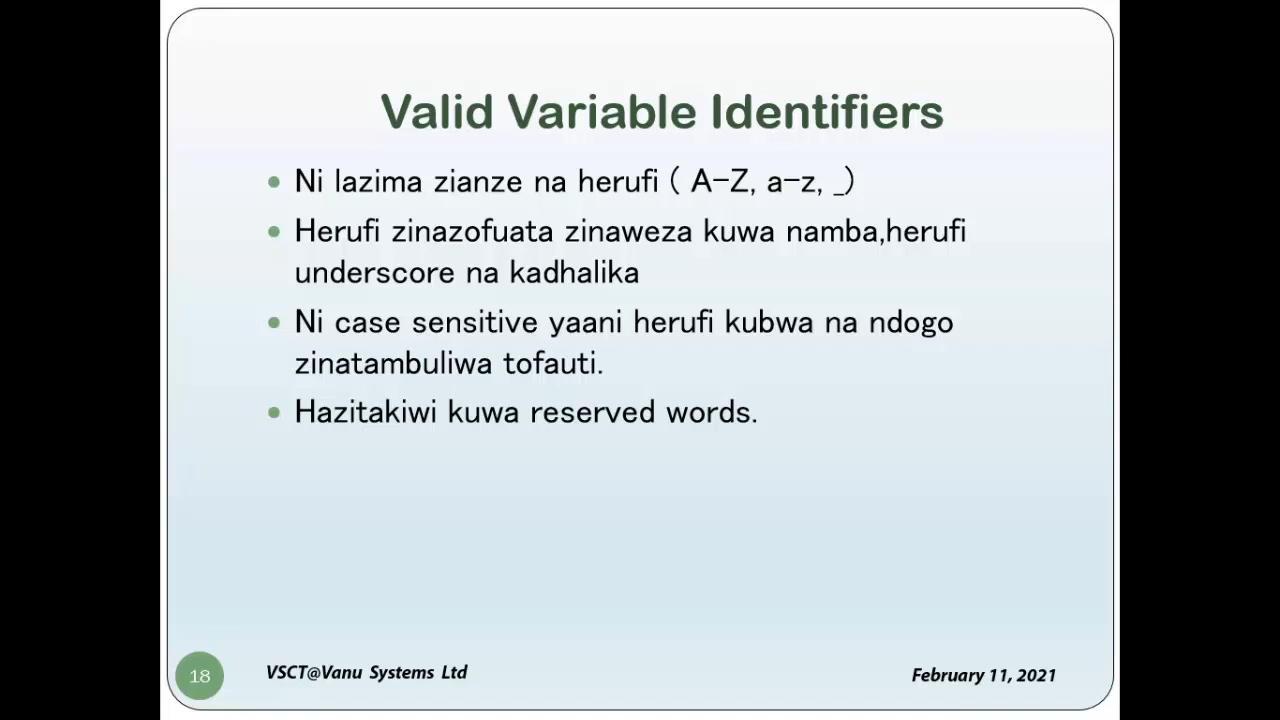 Valid Variable Identifiers
• Ni lazima zianze na herufi ( A-Z, a-z, _)
• Herufi zinazofuata zinaweza kuwa namba,herufi
underscore na kadhalika
• Ni case sensitive yaani herufi kubwa na ndogo
zinatambuliwa tofauti.
• Hazitakiwi kuwa reserved words.
18
VSCT@Vanu Systems Ltd
February 11, 2021